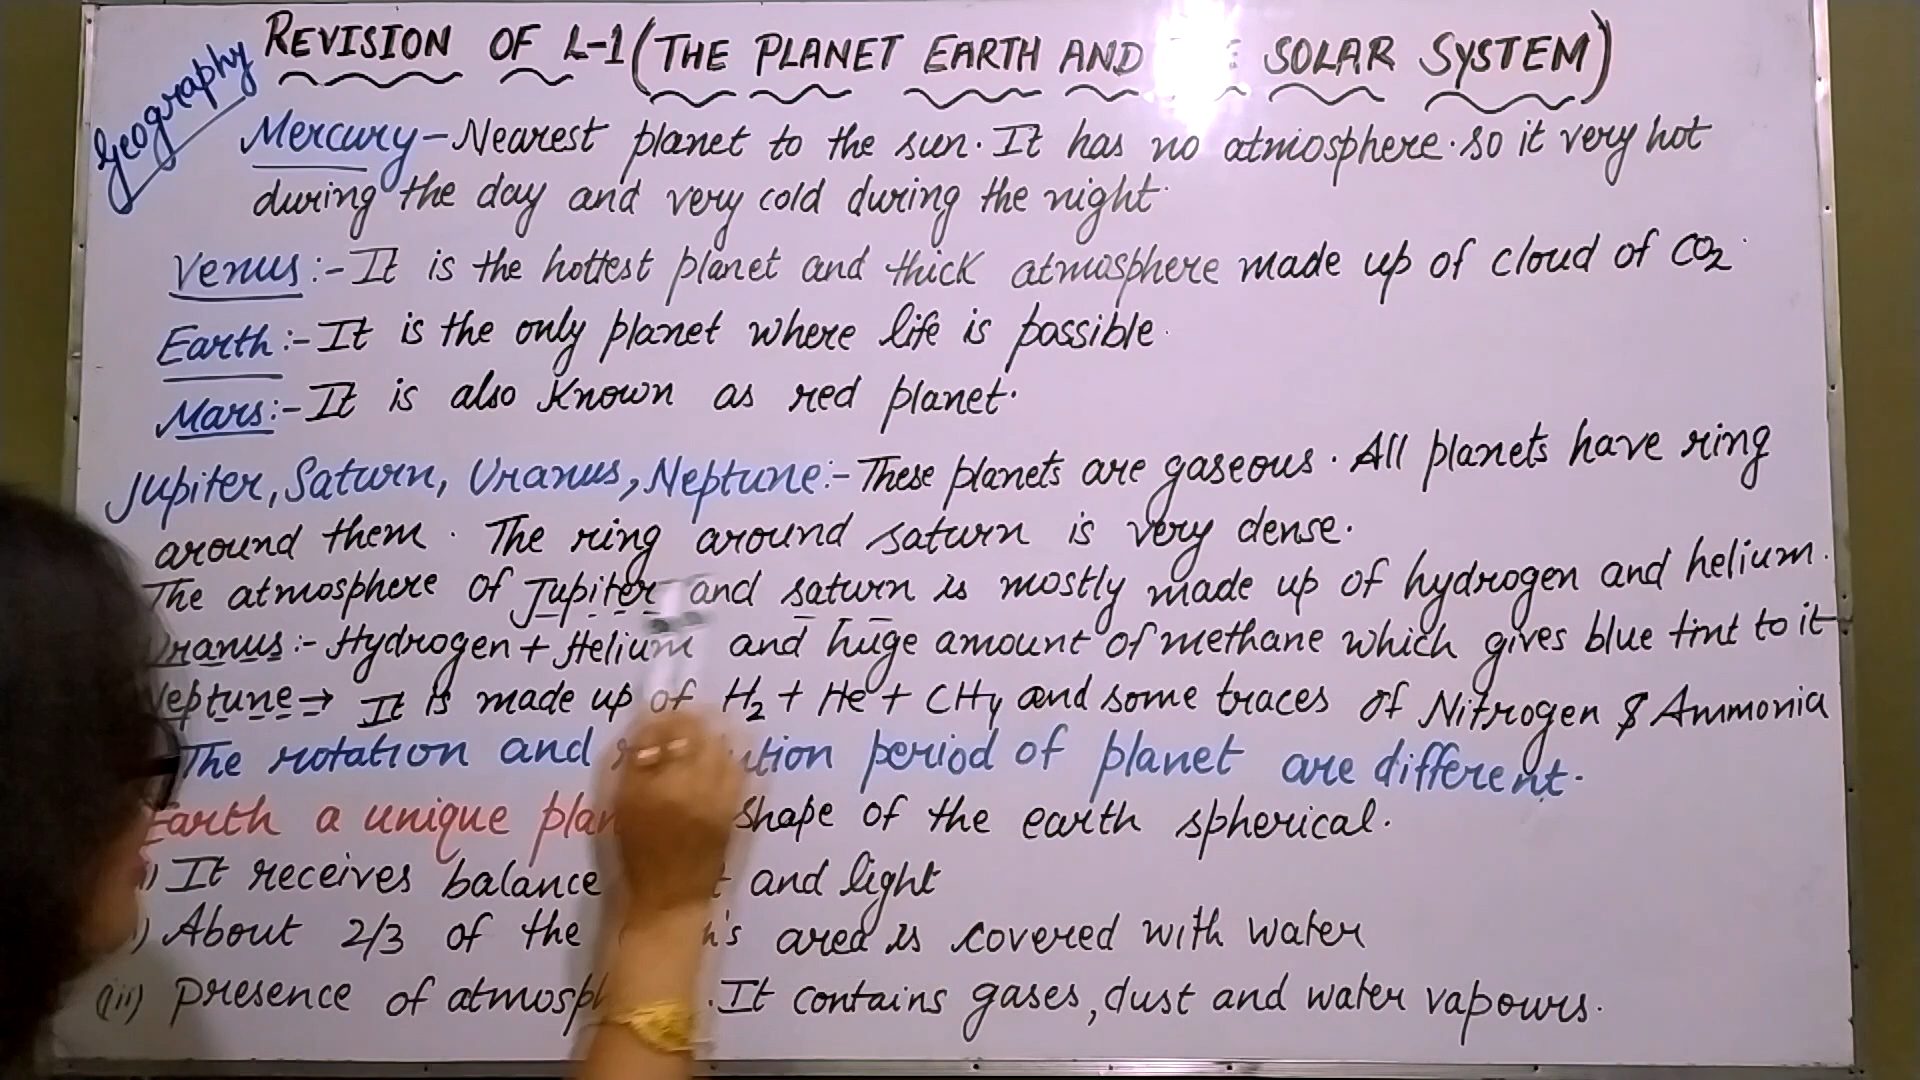 Geography
REVISION OF L-1 (THE PLANET EARTH AND SOLAR SYSTEM)
Mercury - Nearest planet to the sun. It has no atmosphere. so it very hot
during the day and very cold during the night.
Venus :- It is the hottest planet and thick atmosphere made up of cloud of CO2.
Earth :- It is the only planet where life is possible.
Mars :- It is also Known as red planet.
Jupiter, Saturn, Uranus, Neptune :- These planets are gaseous. All planets have ring
around them. The ring around saturn is very dense.
The atmosphere of Jupiter and saturn is mostly made up of hydrogen and helium.
Uranus :- Hydrogen + Helium and huge amount of methane which gives blue tint to it
Neptune → It is made up of H2 + He + CH4 and some traces of Nitrogen & Ammonia
The rotation and period of planet are different.
Earth a unique shape of the earth spherical.
i) It receives balance and light
) About 2/3 of the area is covered with water
(iii) Presence of . It contains gases, dust and water vapours.